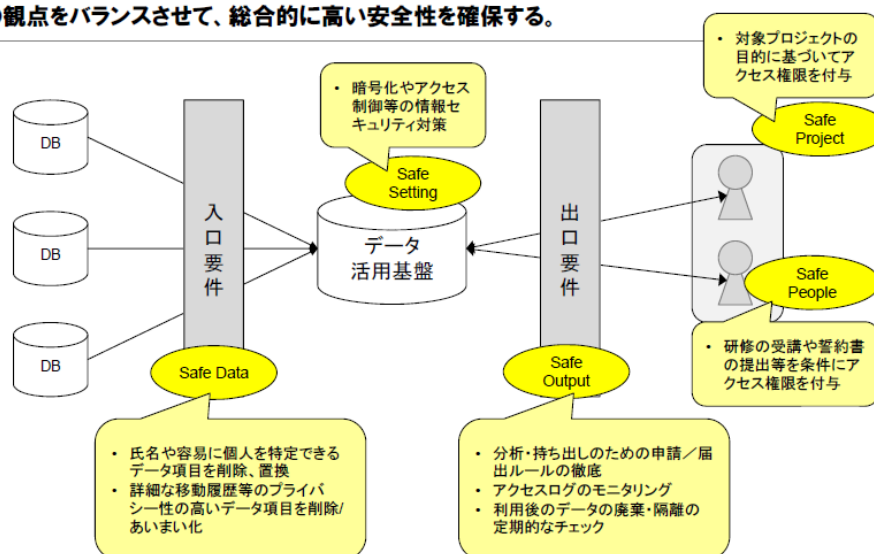 の観点をバランスさせて、総合的に高い安全性を確保する。
• 対象プロジェクトの
目的に基づいてア
クセス権限を付与
• 暗号化やアクセス
制御等の情報セ
キュリティ対策
Safe
Project
Safe
Setting
DB
DB
DB
入口要件
データ
活用基盤
出口要件
Safe
People
Safe Data
Safe
Output
• 研修の受講や誓約書
の提出等を条件にア
クセス権限を付与
• 氏名や容易に個人を特定できる
データ項目を削除、置換
• 詳細な移動履歴等のプライバ
シー性の高いデータ項目を削除/
あいまい化
• 分析・持ち出しのための申請／届
出ルールの徹底
• アクセスログのモニタリング
• 利用後のデータの廃棄・隔離の
定期的なチェック